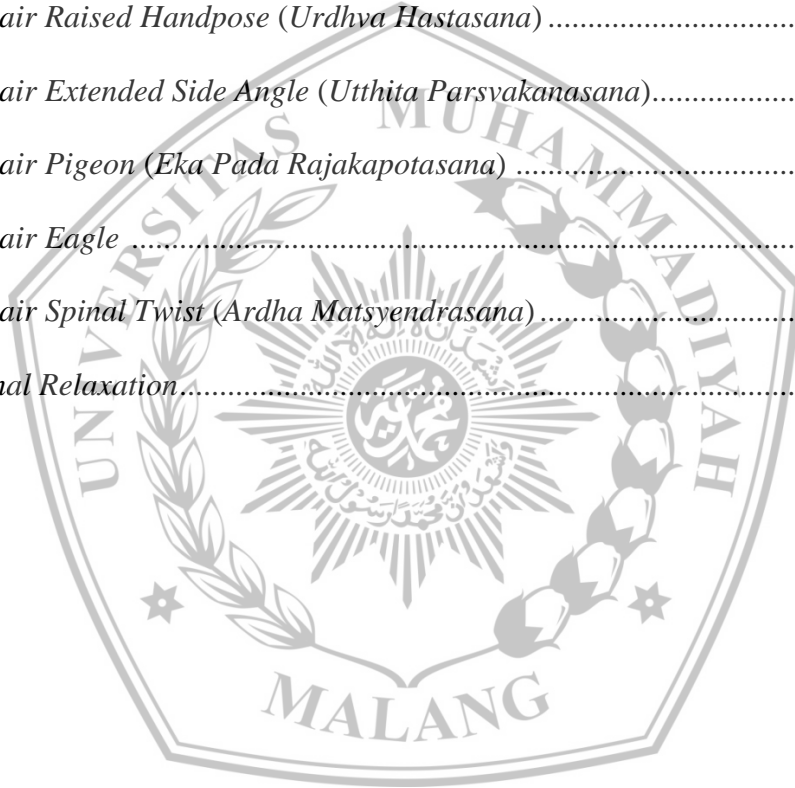 air Raised Handpose (Urdhva Hastasana) ........................................
air Extended Side Angle (Utthita Parsvakanasana)........................
air Pigeon (Eka Pada Rajakapotasana) ............................................
air Eagle ..........................................................................................
air Spinal Twist (Ardha Matsyendrasana) ........................................
nal Relaxation...................................................................................
UNIVERSITAS MUHAMMADIYAH
MALANG